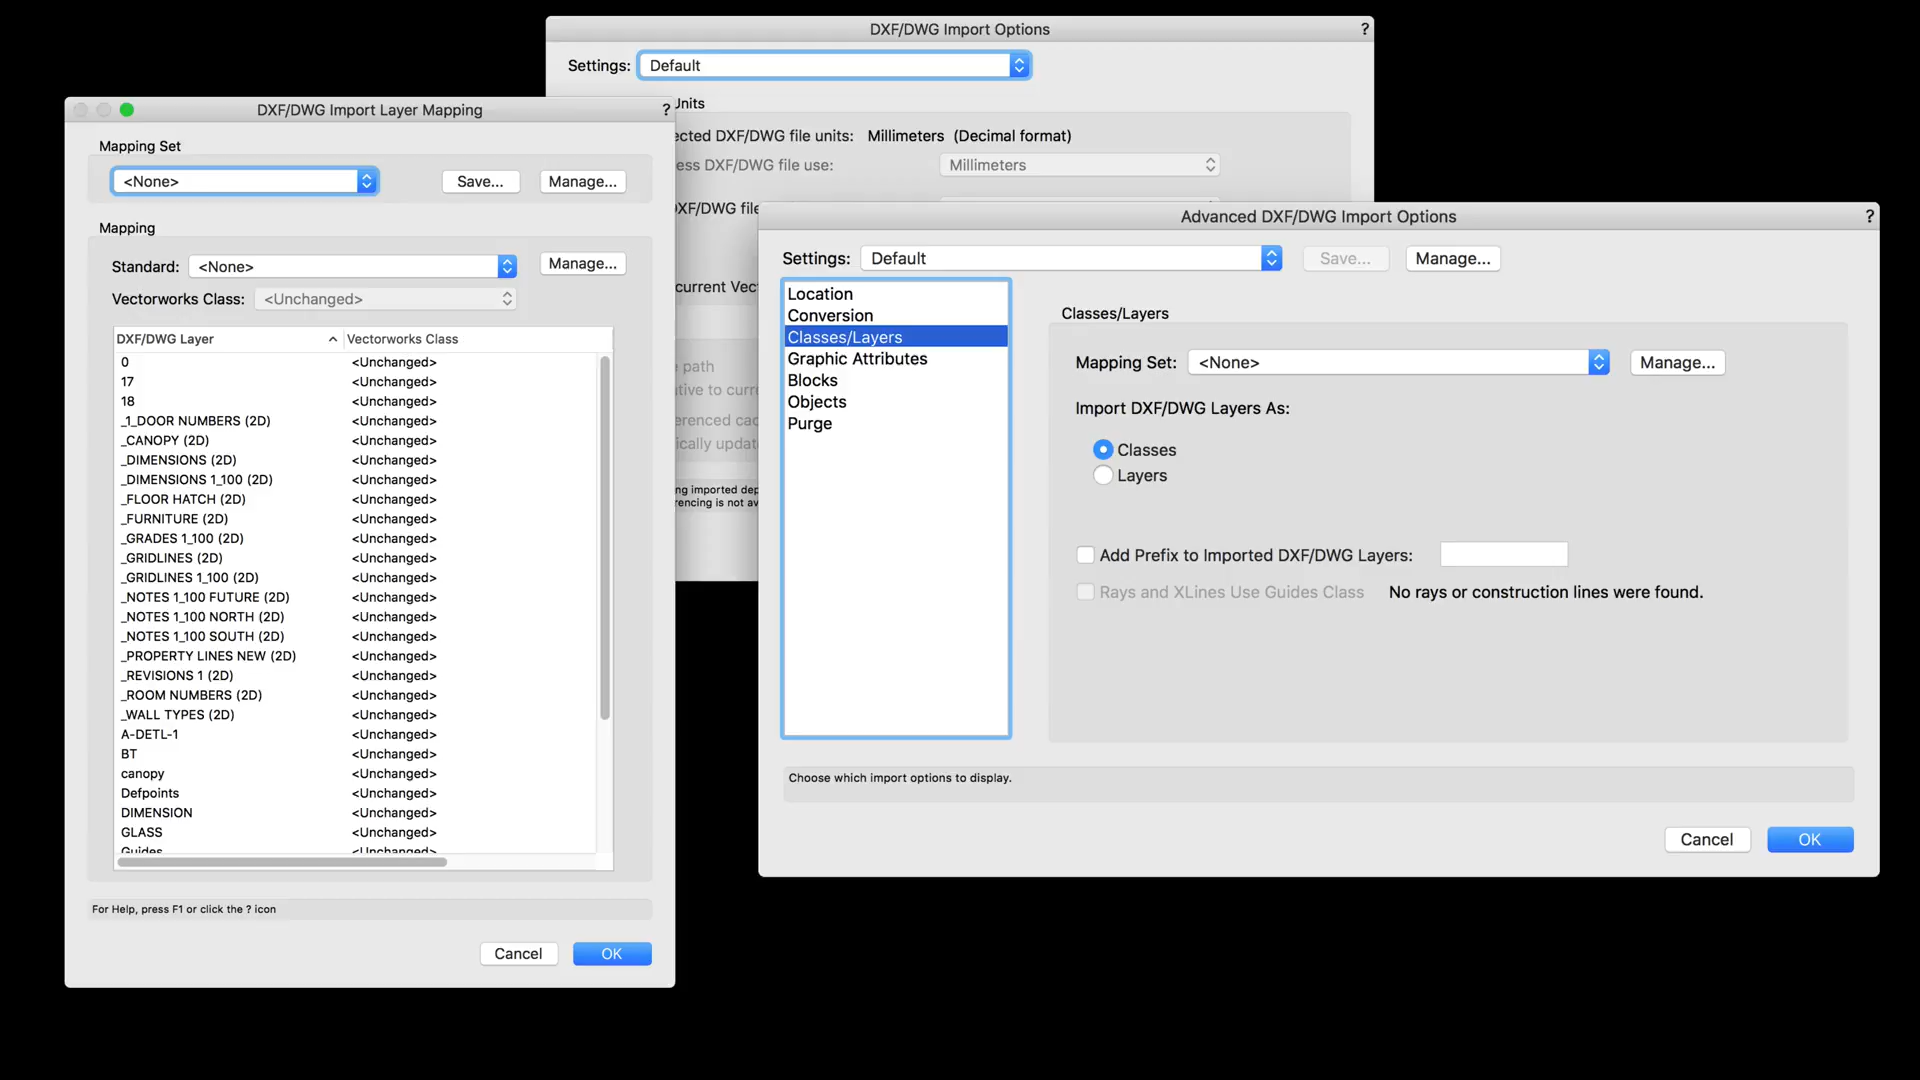 DXF/DWG Import Options
?
Settings: Default
DXF/DWG Import Layer Mapping
?
Mapping Set
<None>
Save...
Manage...
Mapping
Standard: <None>
Manage...
Vectorworks Class: <Unchanged>
DXF/DWG Layer Vectorworks Class
0 <Unchanged>
17 <Unchanged>
18 <Unchanged>
_1_DOOR NUMBERS (2D) <Unchanged>
_CANOPY (2D) <Unchanged>
_DIMENSIONS (2D) <Unchanged>
_DIMENSIONS 1_100 (2D) <Unchanged>
_FLOOR HATCH (2D) <Unchanged>
_FURNITURE (2D) <Unchanged>
_GRADES 1_100 (2D) <Unchanged>
_GRIDLINES (2D) <Unchanged>
_GRIDLINES 1_100 (2D) <Unchanged>
_NOTES 1_100 FUTURE (2D) <Unchanged>
_NOTES 1_100 NORTH (2D) <Unchanged>
_NOTES 1_100 SOUTH (2D) <Unchanged>
_PROPERTY LINES NEW (2D) <Unchanged>
_REVISIONS 1 (2D) <Unchanged>
_ROOM NUMBERS (2D) <Unchanged>
_WALL TYPES (2D) <Unchanged>
A-DETL-1 <Unchanged>
BT <Unchanged>
canopy <Unchanged>
Defpoints <Unchanged>
DIMENSION <Unchanged>
GLASS <Unchanged>
Guides <Unchanged>
For Help, press F1 or click the ? icon
Cancel
OK
Units
ected DXF/DWG file units: Millimeters (Decimal format)
ess DXF/DWG file use: Millimeters
DXF/DWG file
current Vec
path
ative to curre
erenced cac
ically update
ng imported dep
rencing is not av
Advanced DXF/DWG Import Options
?
Settings: Default
Save...
Manage...
Location
Conversion
Classes/Layers
Graphic Attributes
Blocks
Objects
Purge
Classes/Layers
Mapping Set: <None>
Manage...
Import DXF/DWG Layers As:
Classes
Layers
Add Prefix to Imported DXF/DWG Layers:
Rays and XLines Use Guides Class No rays or construction lines were found.
Choose which import options to display.
Cancel
OK